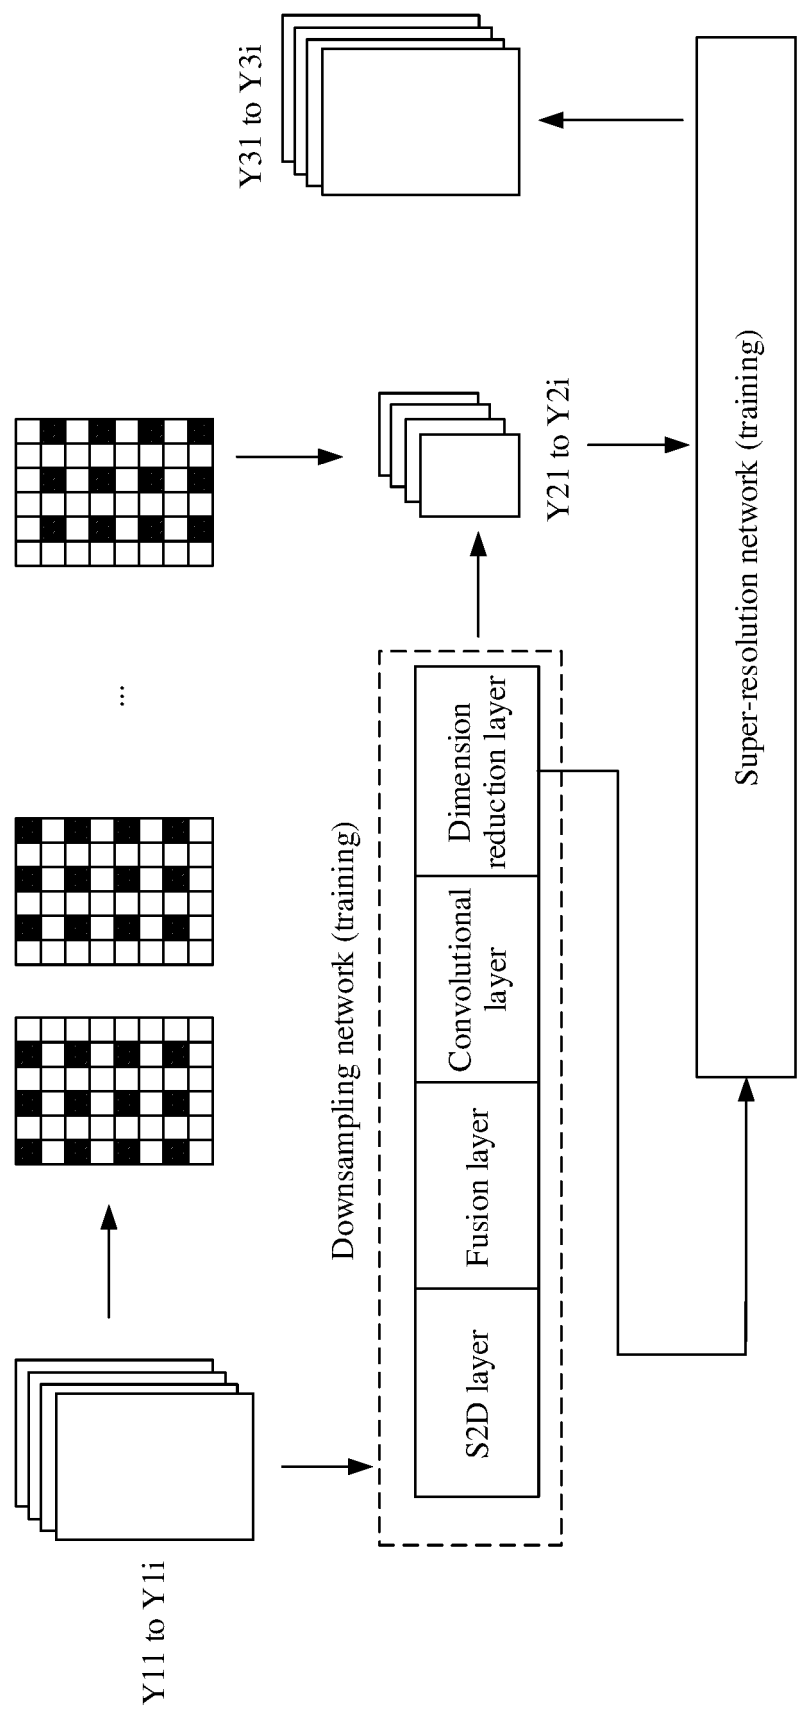 Y11 to Y1i
...
Y31 to Y3i
Downsampling network (training)
S2D layer
Fusion layer
Convolutional
layer
Dimension
reduction layer
Y21 to Y2i
Super-resolution network (training)